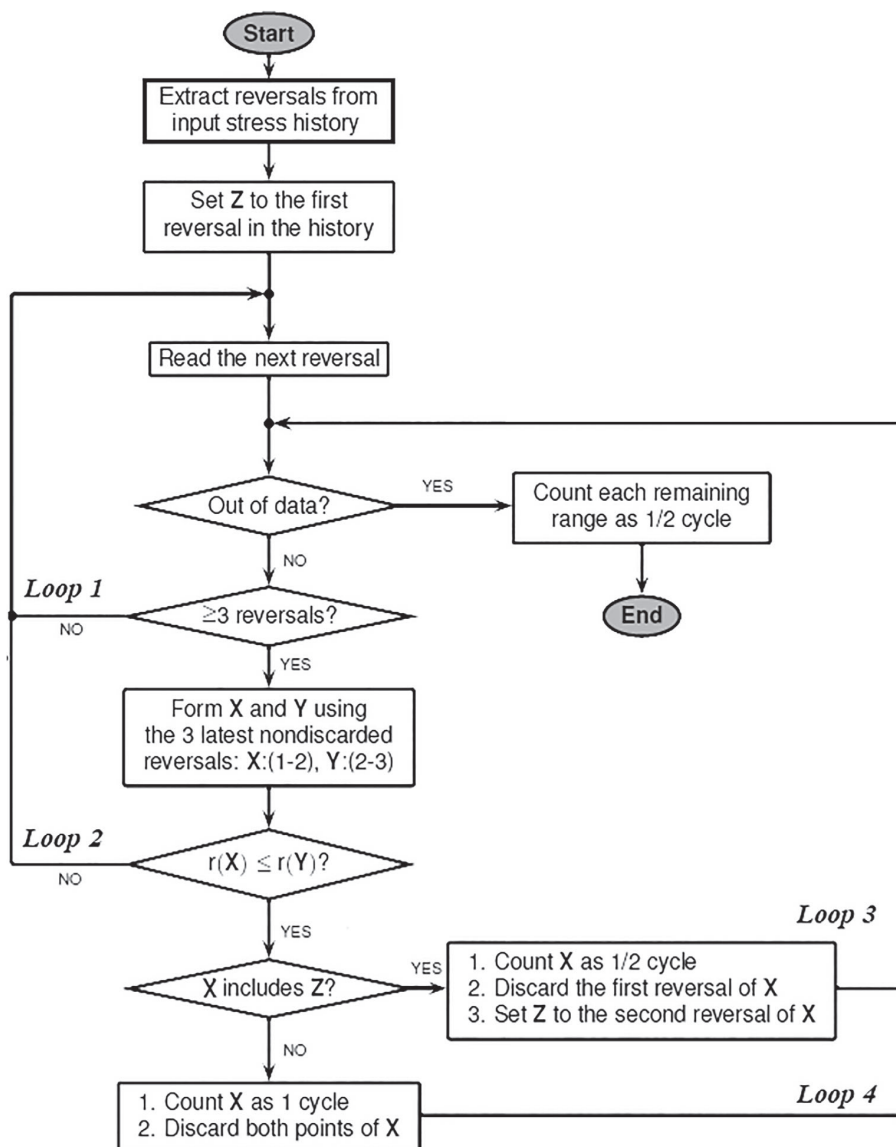 Start
Extract reversals from
input stress history
Set Z to the first
reversal in the history
Read the next reversal
Out of data?
YES
Count each remaining
range as 1/2 cycle
NO
End
Loop 1
≥3 reversals?
NO
YES
Form X and Y using
the 3 latest nondiscarded
reversals: X:(1-2), Y:(2-3)
Loop 2
r(X) ≤ r(Y)?
NO
YES
Loop 3
X includes Z?
YES
1. Count X as 1/2 cycle
2. Discard the first reversal of X
3. Set Z to the second reversal of X
NO
Loop 4
1. Count X as 1 cycle
2. Discard both points of X